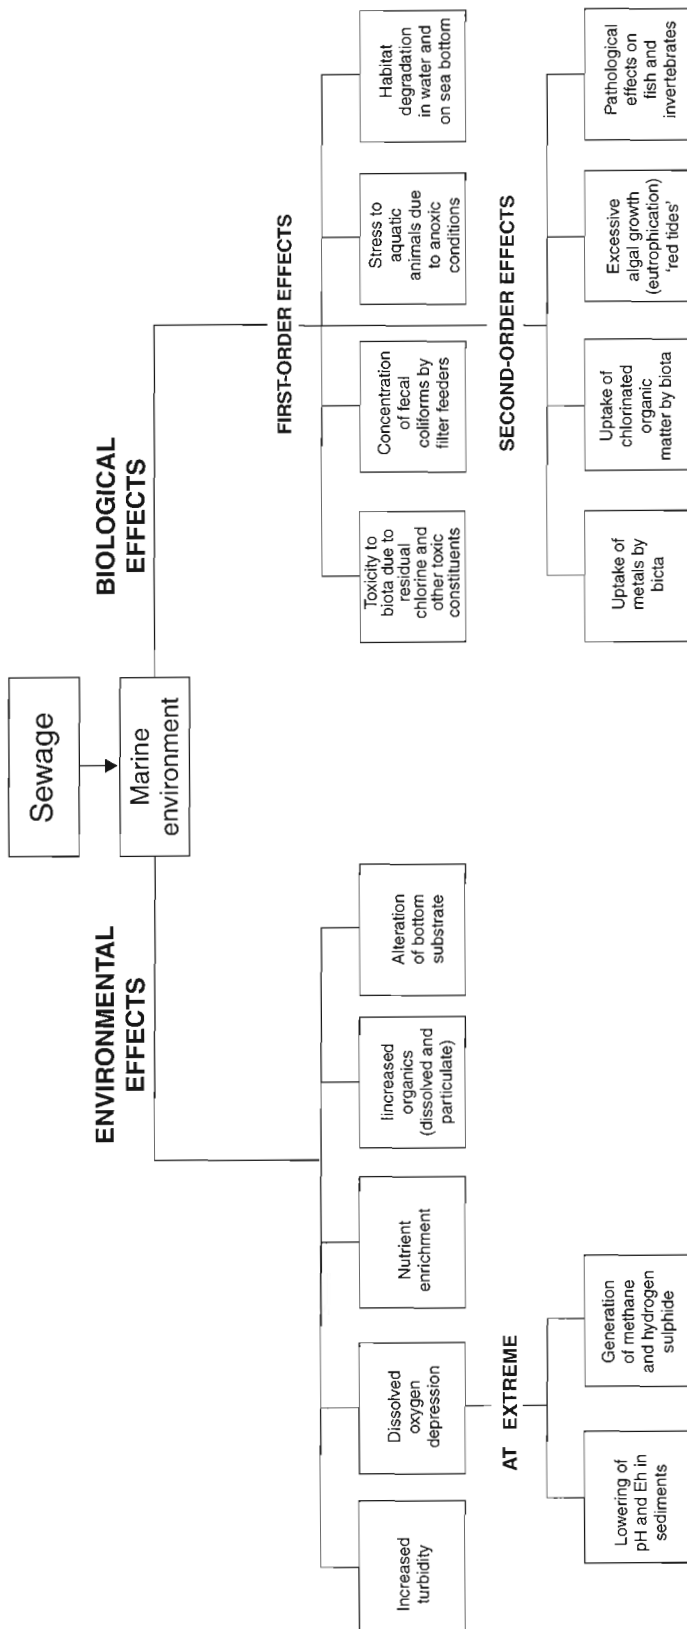 Sewage
Marine
environment
ENVIRONMENTAL
EFFECTS
Increased
turbidity
Dissolved
oxygen
depression
Nutrient
enrichment
Iincreased
organics
(dissolved and
particulate)
Alteration
of bottom
substrate
AT EXTREME
Lowering of
pH and Eh in
sediments
Generation
of methane
and hydrogen
sulphide
BIOLOGICAL
EFFECTS
FIRST-ORDER EFFECTS
Toxicity to
biota due to
residual
chlorine and
other toxic
constituents
Concentration
of fecal
coliforms by
filter feeders
Stress to
aquatic
animals due
to anoxic
conditions
Habitat
degradation
in water and
on sea bottom
SECOND-ORDER EFFECTS
Uptake of
metals by
bicta
Uptake of
chlorinated
organic
matter by biota
Excessive
algal growth
(eutrophication)
'red tides'
Pathological
effects on
fish and
invertebrates